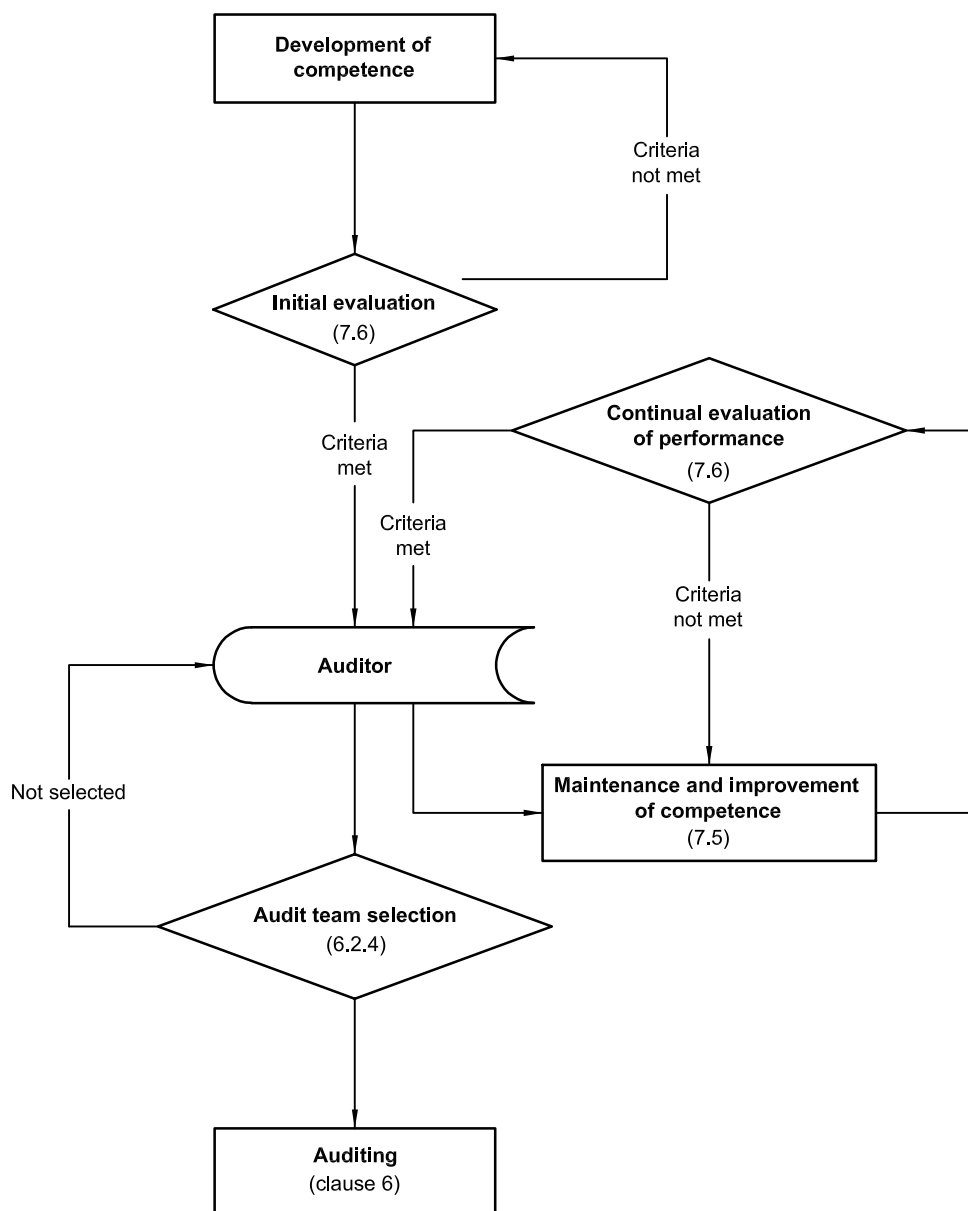 Development of
competence
Criteria
not met
Initial evaluation
(7.6)
Criteria
met
Continual evaluation
of performance
(7.6)
Criteria
met
Criteria
not met
Auditor
Not selected
Maintenance and improvement
of competence
(7.5)
Audit team selection
(6.2.4)
Auditing
(clause 6)